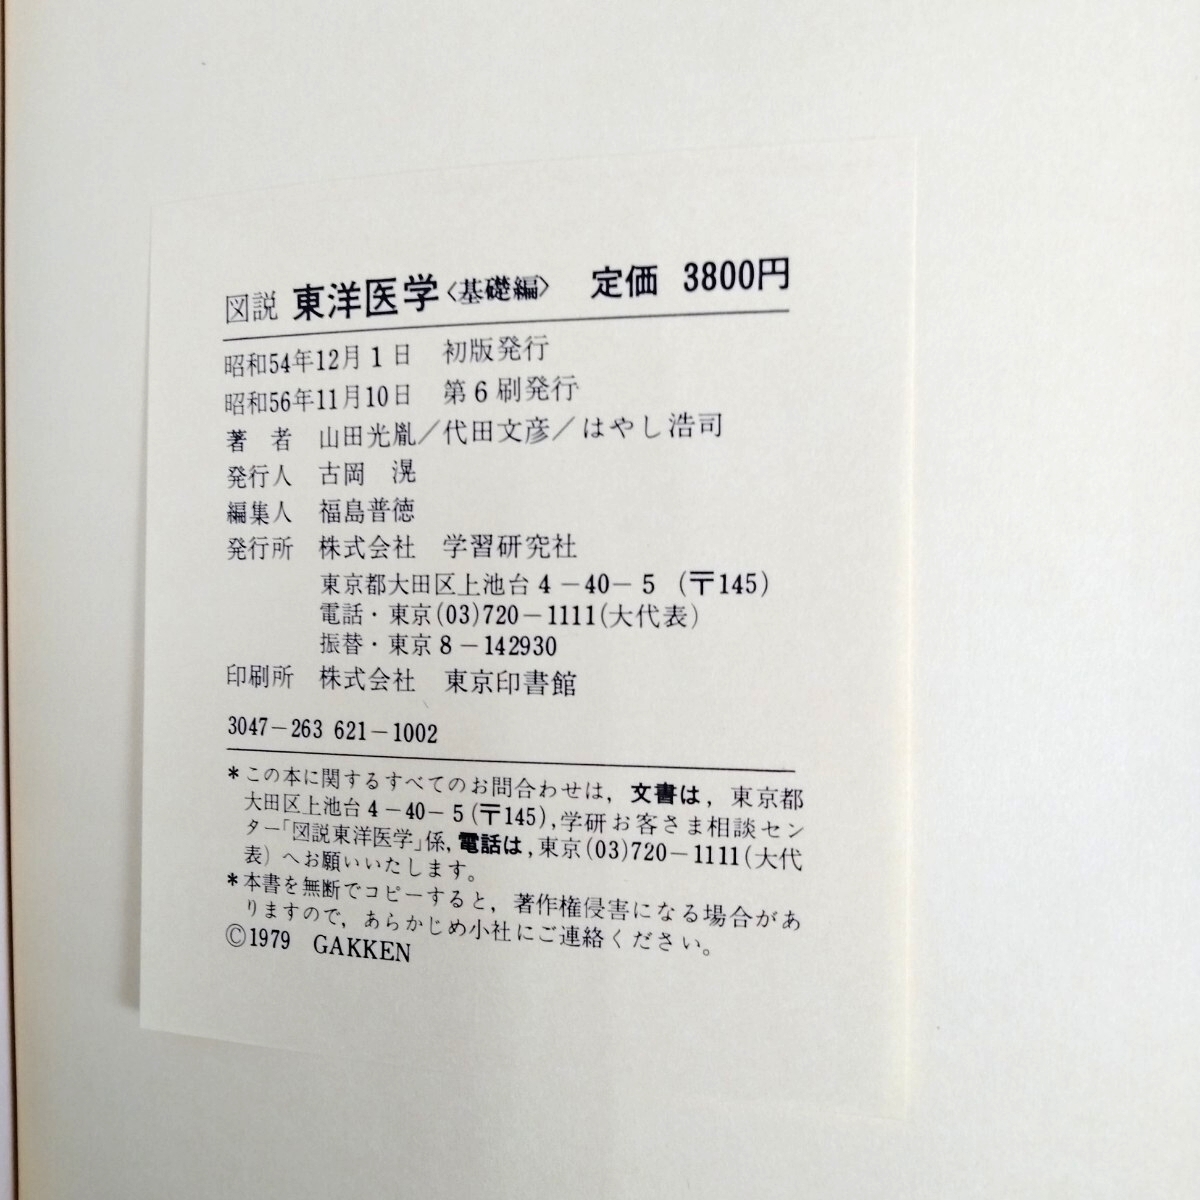 図説 東洋医学〈基礎編〉 定価 3800円
昭和54年12月1日 初版発行
昭和56年11月10日 第6刷発行
著 者 山田光胤／代田文彦／はやし浩司
発行人 古岡 滉
編集人 福島普徳
発行所 株式会社 学習研究社
東京都大田区上池台4－40－5（〒145）
電話・東京(03)720－1111(大代表)
振替・東京8－142930
印刷所 株式会社 東京印書館
3047－263 621－1002
*この本に関するすべてのお問合わせは，文書は，東京都
大田区上池台4－40－5(〒145)，学研お客さま相談セン
ター「図説東洋医学」係，電話は，東京(03)720－1111(大代
表)へお願いいたします。
*本書を無断でコピーすると，著作権侵害になる場合があ
りますので，あらかじめ小社にご連絡ください。
©1979 GAKKEN